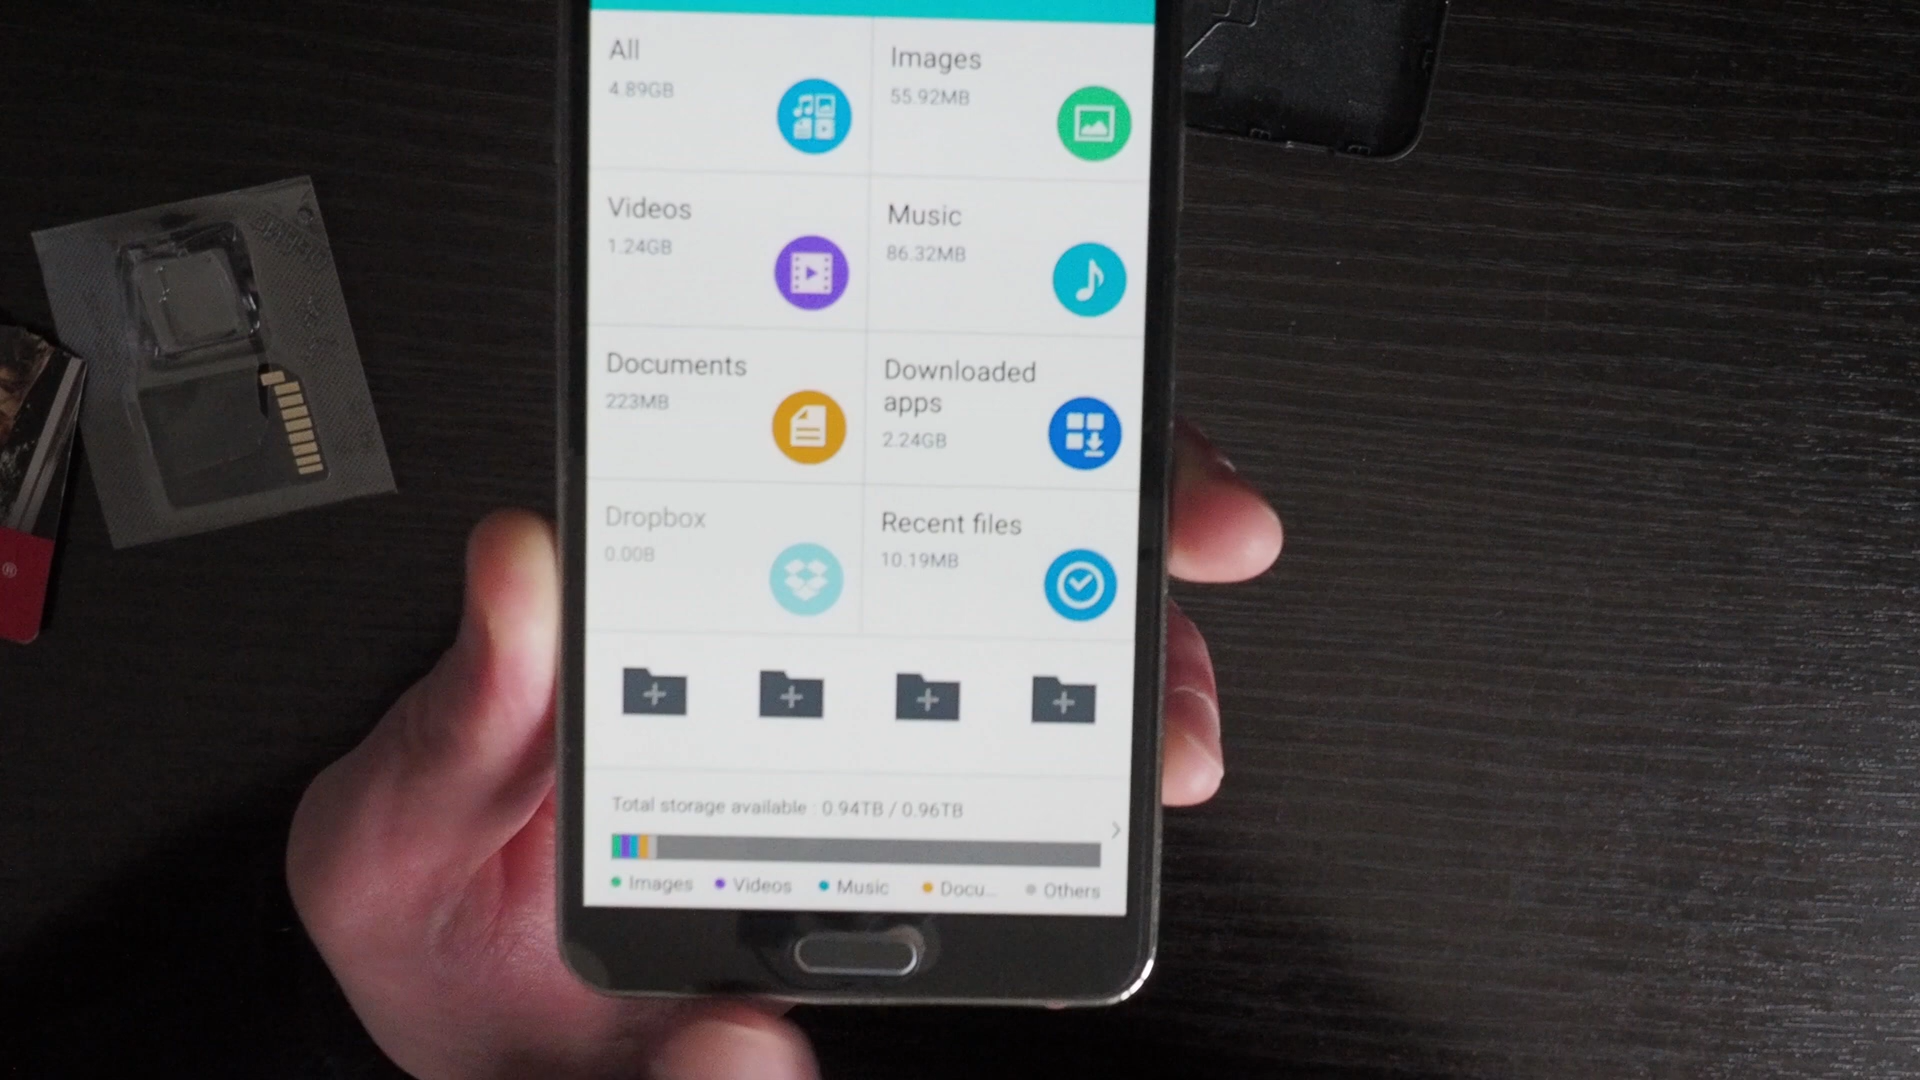 All
4.89GB
Images
55.92MB
Videos
1.24GB
Music
86.32MB
Documents
223MB
Downloaded
apps
2.24GB
Dropbox
0.00B
Recent files
10.19MB
Total storage available : 0.94TB / 0.96TB
Images Videos Music Docu... Others
®